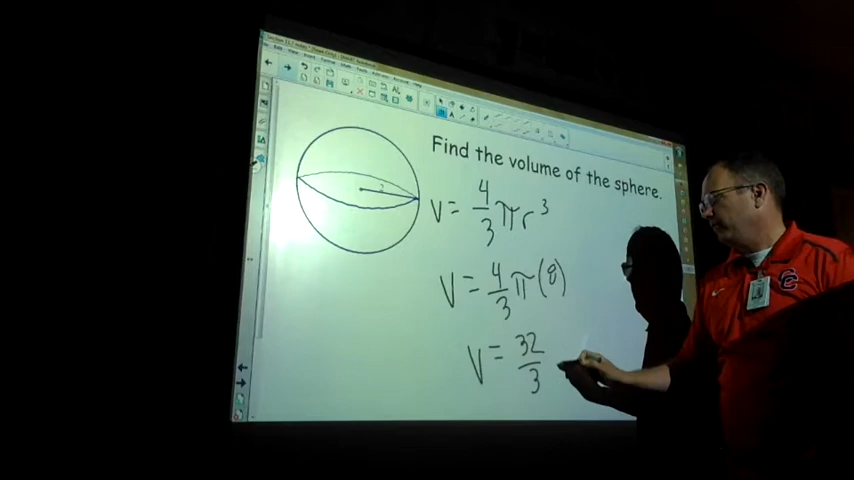 Find the volume of the sphere.
2
V = 4/3 πr³
V = 4/3 π(8)
V = 32/3
C